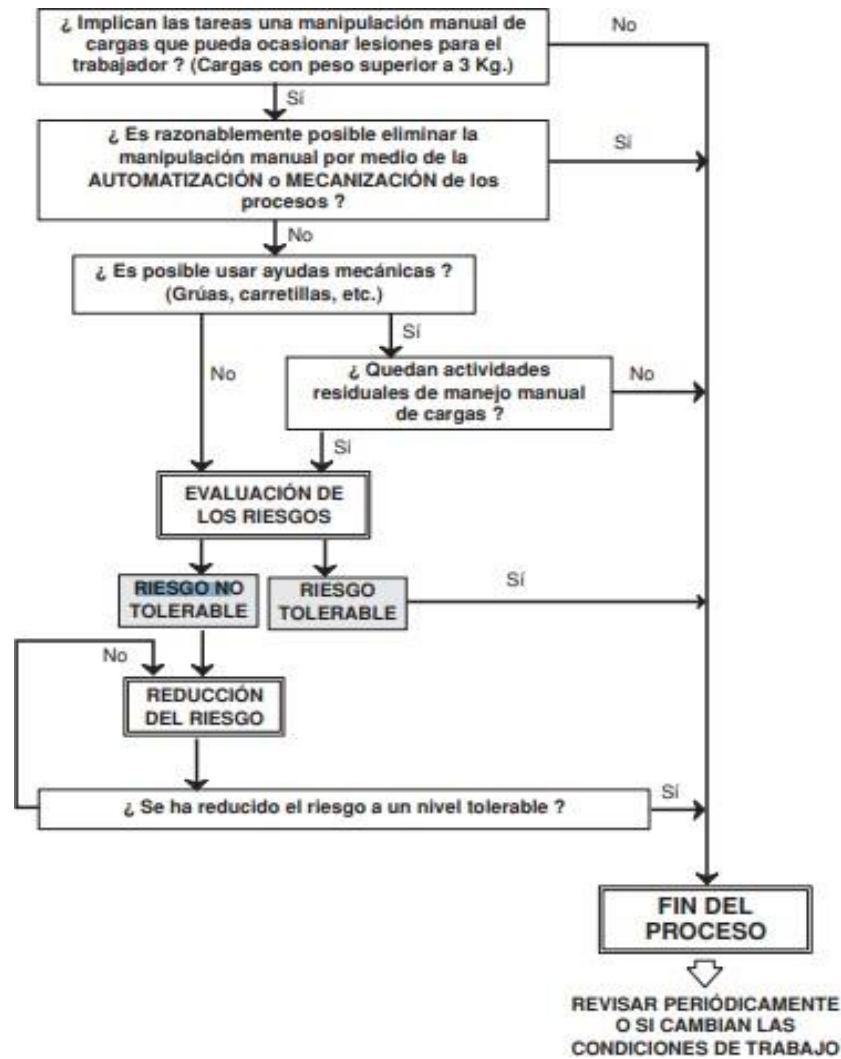 ¿ Implican las tareas una manipulación manual de
cargas que pueda ocasionar lesiones para el
trabajador ? (Cargas con peso superior a 3 Kg.)
No
Sí
¿ Es razonablemente posible eliminar la
manipulación manual por medio de la
AUTOMATIZACIÓN o MECANIZACIÓN de los
procesos ?
Sí
No
¿ Es posible usar ayudas mecánicas ?
(Grúas, carretillas, etc.)
Sí
No
¿ Quedan actividades
residuales de manejo manual
de cargas ?
No
Sí
EVALUACIÓN DE
LOS RIESGOS
RIESGO NO
TOLERABLE
RIESGO
TOLERABLE
Sí
No
REDUCCIÓN
DEL RIESGO
¿ Se ha reducido el riesgo a un nivel tolerable ?
Sí
FIN DEL
PROCESO
REVISAR PERIÓDICAMENTE
O SI CAMBIAN LAS
CONDICIONES DE TRABAJO